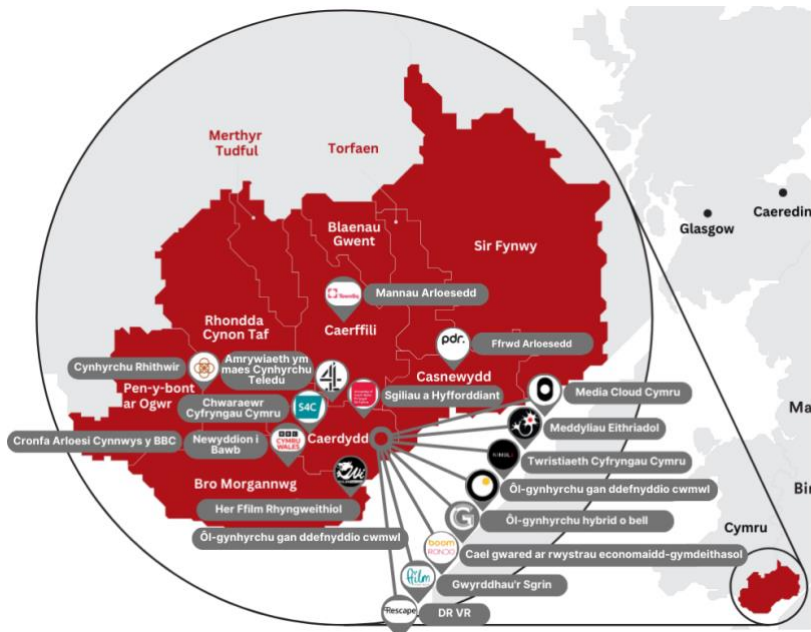 Merthyr
Tudful
Torfaen
Glasgow
Caeredin
Blaenau
Gwent
Sir Fynwy
Mannau Arloesedd
Rhondda
Cynon Taf
Caerffili
pdr.
Ffrwd Arloesedd
Cynhyrchu Rhithwir
Amrywiaeth ym
maes Cynhyrchu
Teledu
4
Casnewydd
Pen-y-bont
ar Ogwr
Chwaraewr
Cyfryngau Cymru
S4C
Sgiliau a Hyfforddiant
Media Cloud Cymru
Cronfa Arloesi Cynnwys y BBC
Newyddion i
Bawb
BBC
CYMRU
WALES
Caerdydd
Meddyliau Eithriadol
Twristiaeth Cyfryngau Cymru
Bro Morgannwg
Ôl-gynhyrchu gan ddefnyddio cwmwl
Her Ffilm Rhyngweithiol
G
Ôl-gynhyrchu hybrid o bell
Ôl-gynhyrchu gan ddefnyddio cwmwl
boom
Cael gwared ar rwystrau economaidd-gymdeithasol
ffilm
Gwyrddhau'r Sgrin
Rescape
DR VR
Cymru
Ma
Bir